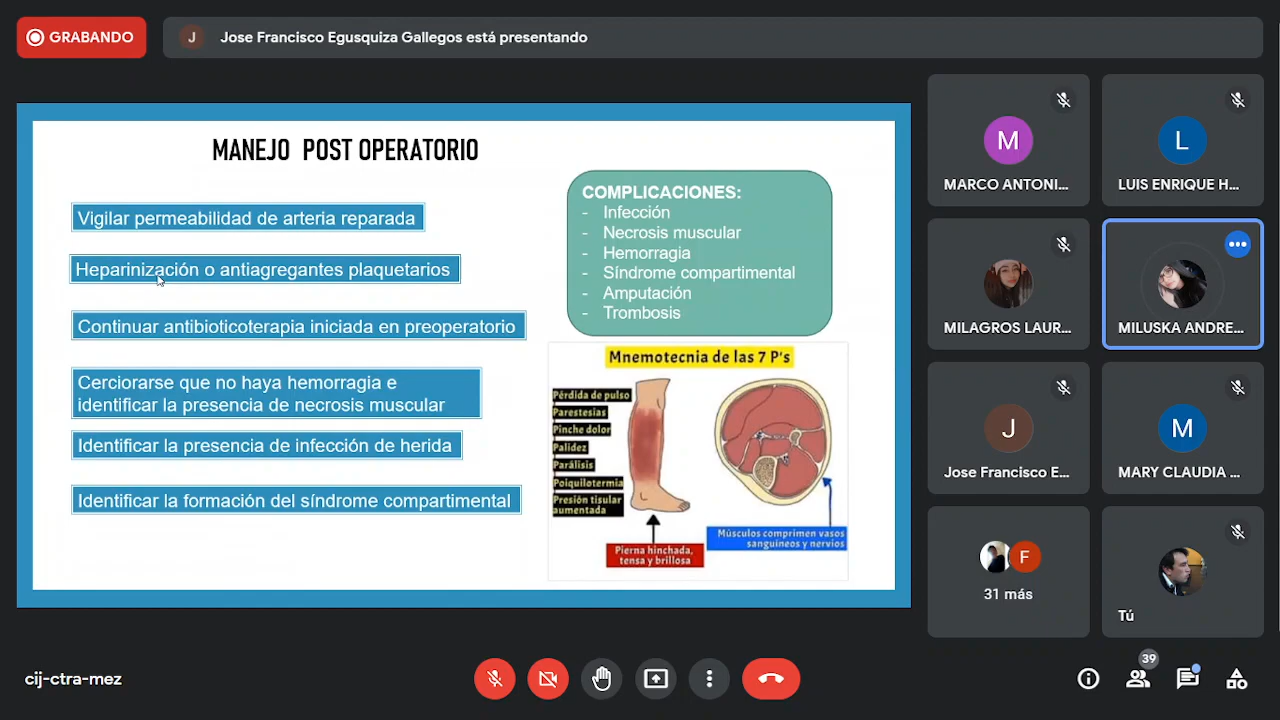 GRABANDO
J
Jose Francisco Egusquiza Gallegos está presentando
MANEJO POST OPERATORIO
Vigilar permeabilidad de arteria reparada
Heparinización o antiagregantes plaquetarios
Continuar antibioticoterapia iniciada en preoperatorio
Cerciorarse que no haya hemorragia e
identificar la presencia de necrosis muscular
Identificar la presencia de infección de herida
Identificar la formación del síndrome compartimental
COMPLICACIONES:
- Infección
- Necrosis muscular
- Hemorragia
- Síndrome compartimental
- Amputación
- Trombosis
Mnemotecnia de las 7 P's
Pérdida de pulso
Parestesias
Pinche dolor
Palidez
Parálisis
Poiquilotermia
Presión tisular
aumentada
Pierna hinchada,
tensa y brillosa
Músculos comprimen vasos
sanguíneos y nervios
M
MARCO ANTONI...
L
LUIS ENRIQUE H...
MILAGROS LAUR...
MILUSKA ANDRE...
J
Jose Francisco E...
M
MARY CLAUDIA ...
F
31 más
Tú
cij-ctra-mez
39